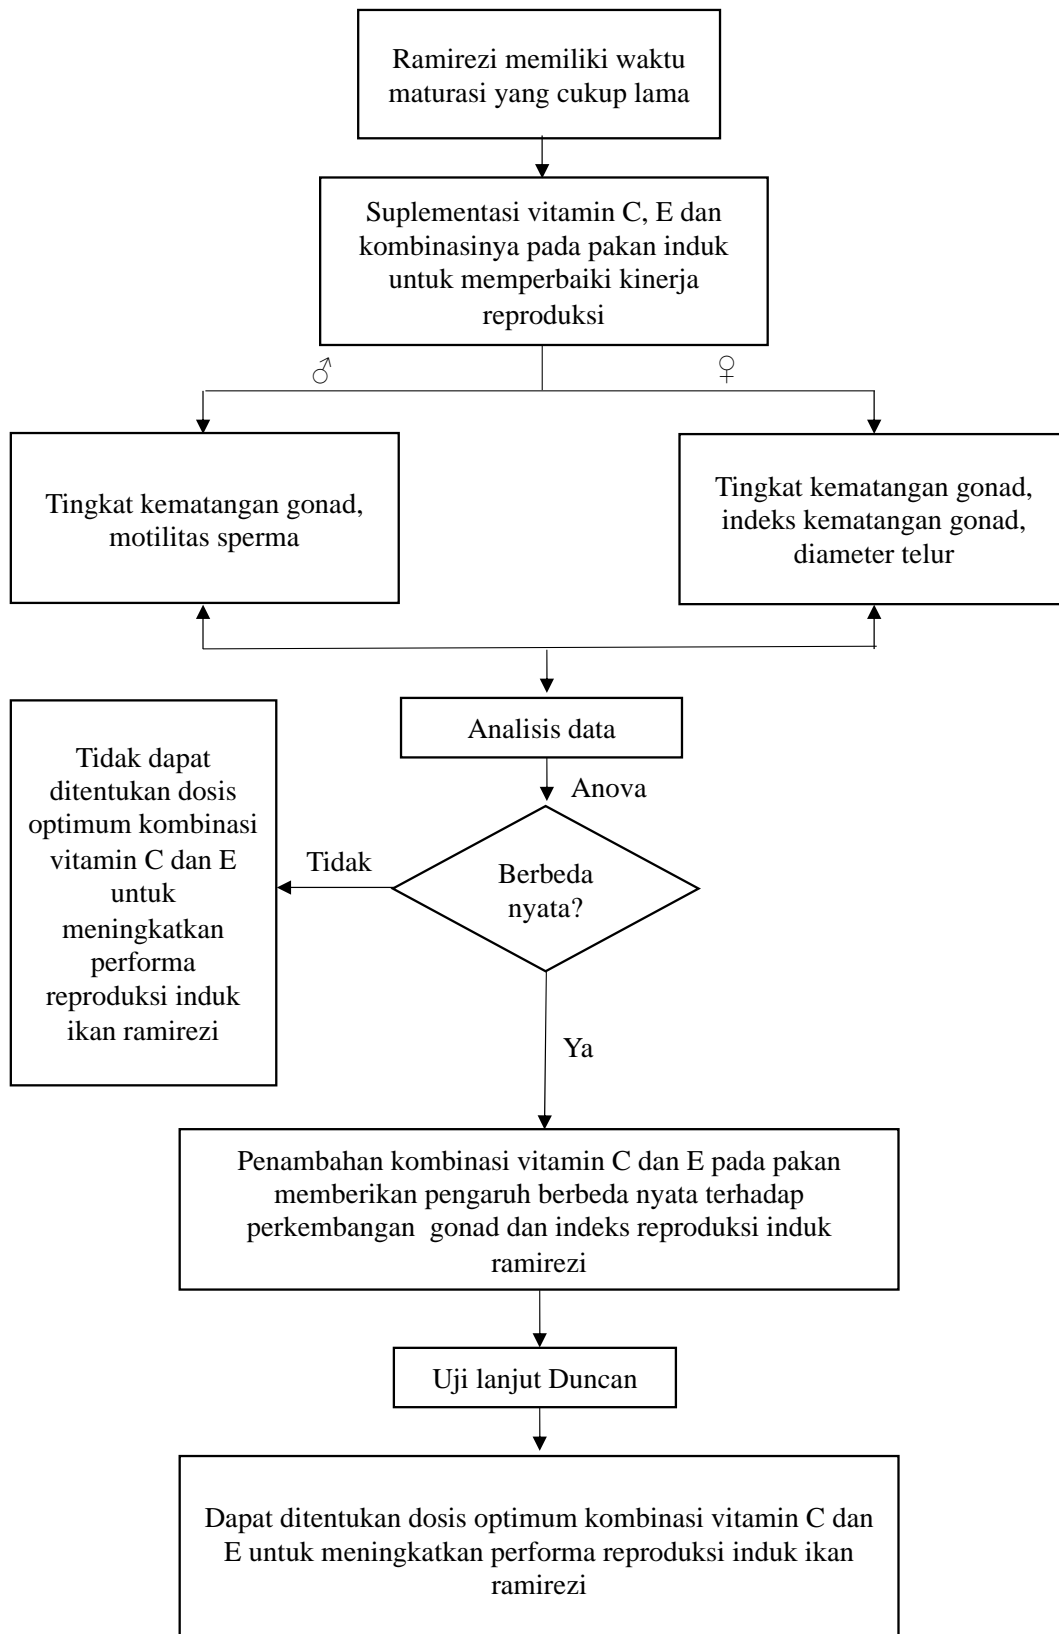 Ramirezi memiliki waktu
maturasi yang cukup lama
Suplementasi vitamin C, E dan
kombinasinya pada pakan induk
untuk memperbaiki kinerja
reproduksi
♂
♀
Tingkat kematangan gonad,
motilitas sperma
Tingkat kematangan gonad,
indeks kematangan gonad,
diameter telur
Analisis data
Anova
Berbeda
nyata?
Tidak
Tidak dapat
ditentukan dosis
optimum kombinasi
vitamin C dan E
untuk
meningkatkan
performa
reproduksi induk
ikan ramirezi
Ya
Penambahan kombinasi vitamin C dan E pada pakan
memberikan pengaruh berbeda nyata terhadap
perkembangan  gonad dan indeks reproduksi induk
ramirezi
Uji lanjut Duncan
Dapat ditentukan dosis optimum kombinasi vitamin C dan
E untuk meningkatkan performa reproduksi induk ikan
ramirezi